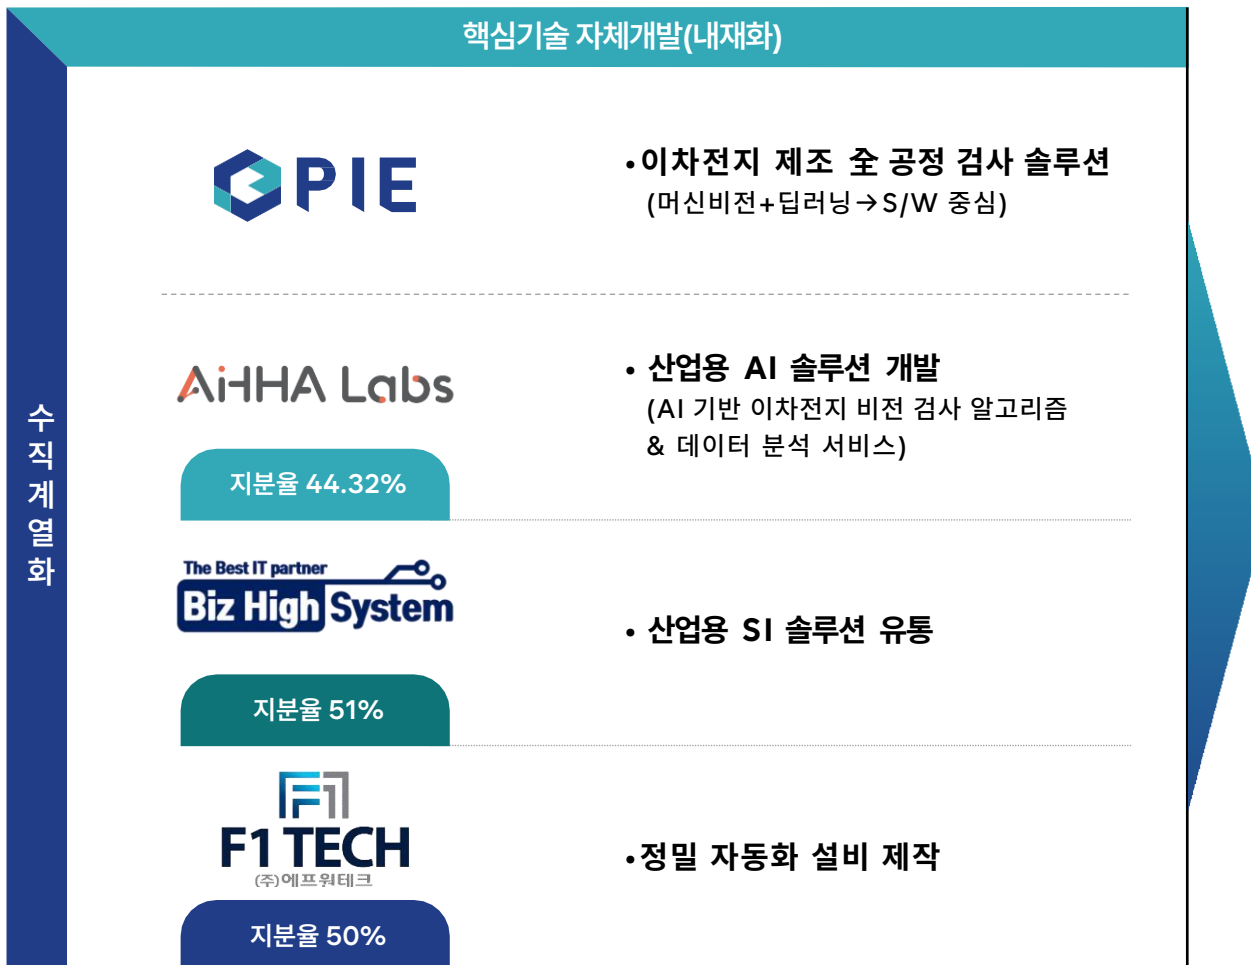 핵심기술 자체개발(내재화)
수직계열화
PIE
•이차전지 제조 全 공정 검사 솔루션
(머신비전+딥러닝→S/W 중심)
AiHHA Labs
• 산업용 AI 솔루션 개발
(AI 기반 이차전지 비전 검사 알고리즘
& 데이터 분석 서비스)
지분율 44.32%
The Best IT partner
Biz High System
• 산업용 SI 솔루션 유통
지분율 51%
F1
F1 TECH
(주)에프원테크
•정밀 자동화 설비 제작
지분율 50%